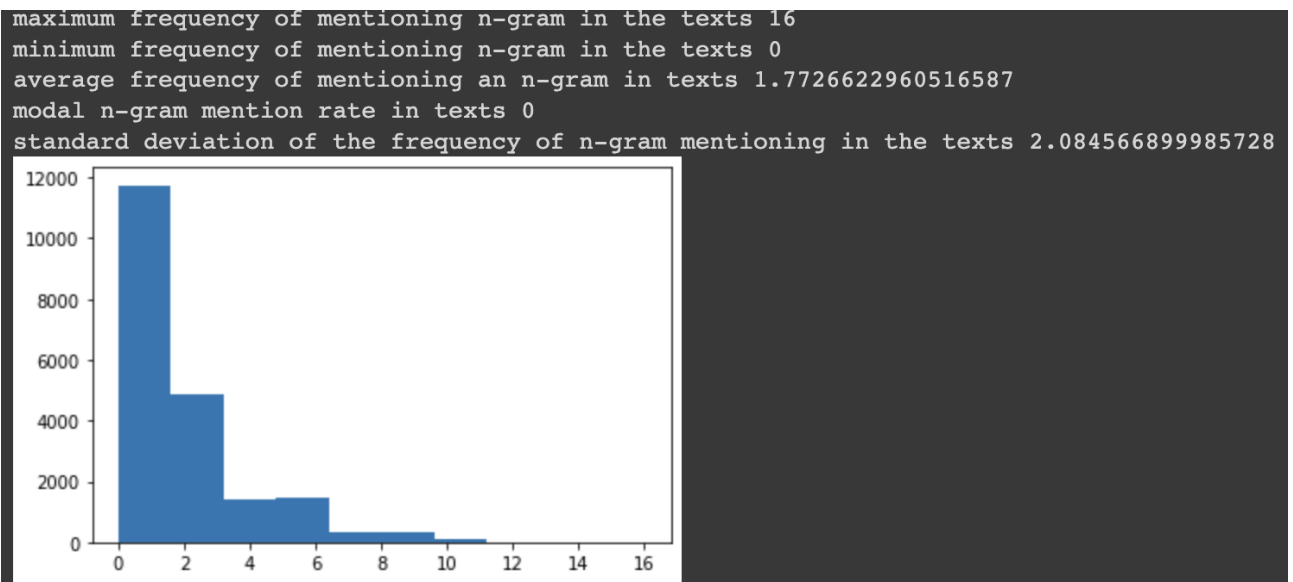 maximum frequency of mentioning n-gram in the texts 16
minimum frequency of mentioning n-gram in the texts 0
average frequency of mentioning an n-gram in texts 1.7726622960516587
modal n-gram mention rate in texts 0
standard deviation of the frequency of n-gram mentioning in the texts 2.084566899985728
12000
10000
8000
6000
4000
2000
0
0 2 4 6 8 10 12 14 16